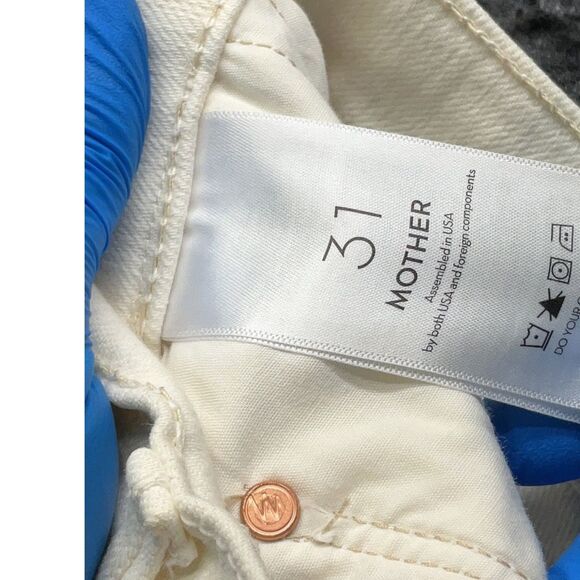 31
MOTHER
Assembled in USA
by both USA and foreign components
DO YOUR
M